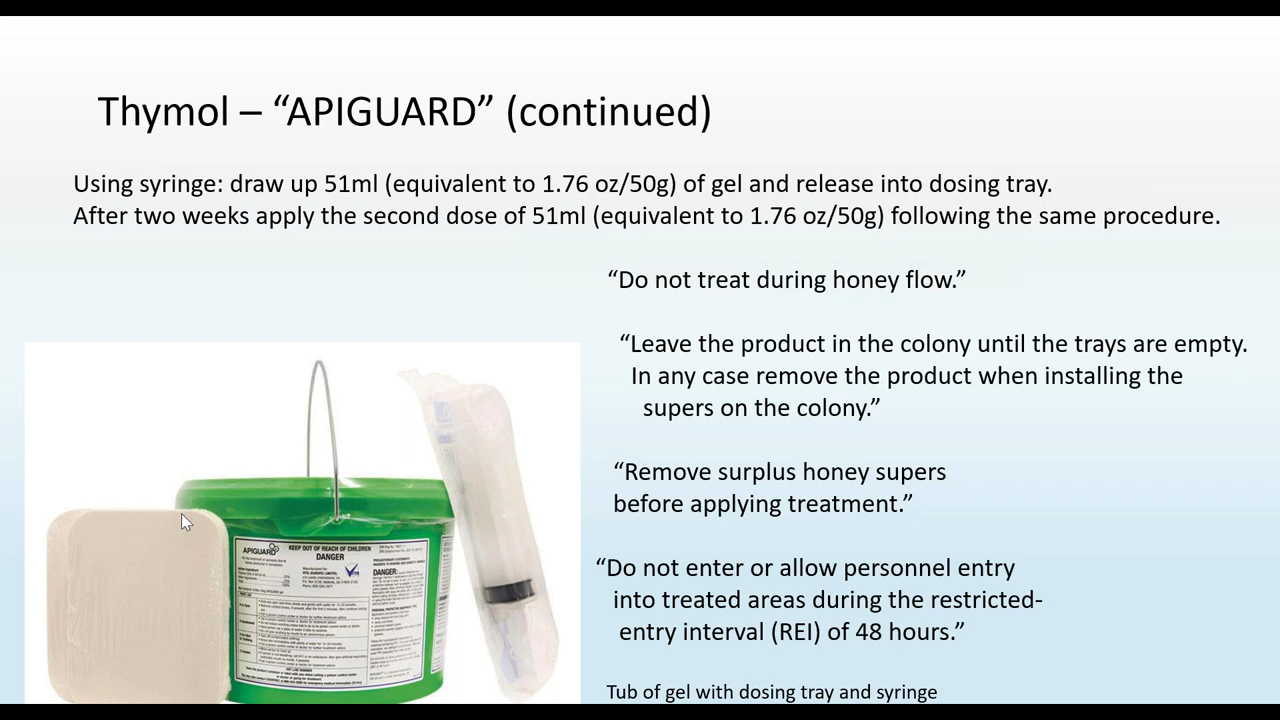 Thymol – “APIGUARD” (continued)
Using syringe: draw up 51ml (equivalent to 1.76 oz/50g) of gel and release into dosing tray.
After two weeks apply the second dose of 51ml (equivalent to 1.76 oz/50g) following the same procedure.
“Do not treat during honey flow.”
“Leave the product in the colony until the trays are empty.
In any case remove the product when installing the
supers on the colony.”
“Remove surplus honey supers
before applying treatment.”
“Do not enter or allow personnel entry
into treated areas during the restricted-
entry interval (REI) of 48 hours.”
APIGUARD
KEEP OUT OF REACH OF CHILDREN
DANGER
DANGER:
Tub of gel with dosing tray and syringe